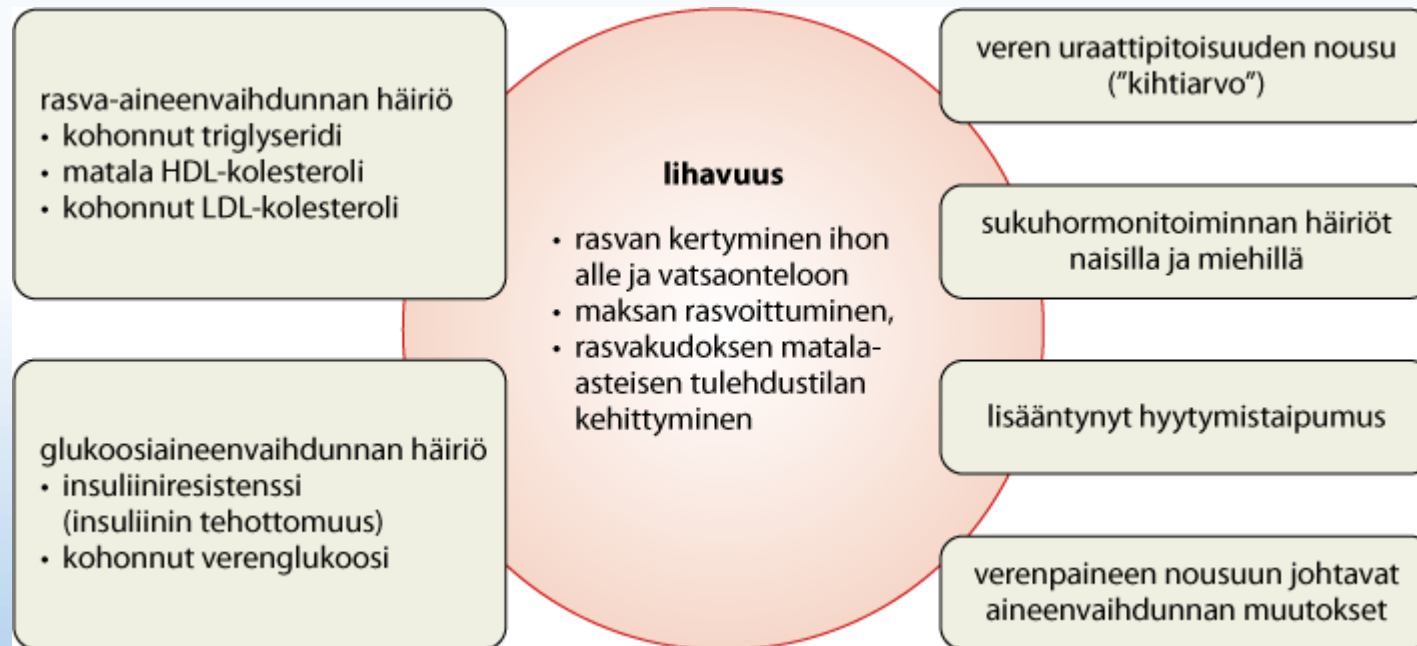 rasva-aineenvaihdunnan häiriö
• kohonnut triglyseridi
• matala HDL-kolesteroli
• kohonnut LDL-kolesteroli
glukoosiaineenvaihdunnan häiriö
• insuliiniresistenssi
(insuliinin tehottomuus)
• kohonnut verenglukoosi
lihavuus
• rasvan kertyminen ihon
alle ja vatsaonteloon
• maksan rasvoittuminen,
• rasvakudoksen matala-
asteisen tulehdustilan
kehittyminen
veren uraattipitoisuuden nousu
("kihtiarvo")
sukuhormonitoiminnan häiriöt
naisilla ja miehillä
lisääntynyt hyytymistaipumus
verenpaineen nousuun johtavat
aineenvaihdunnan muutokset